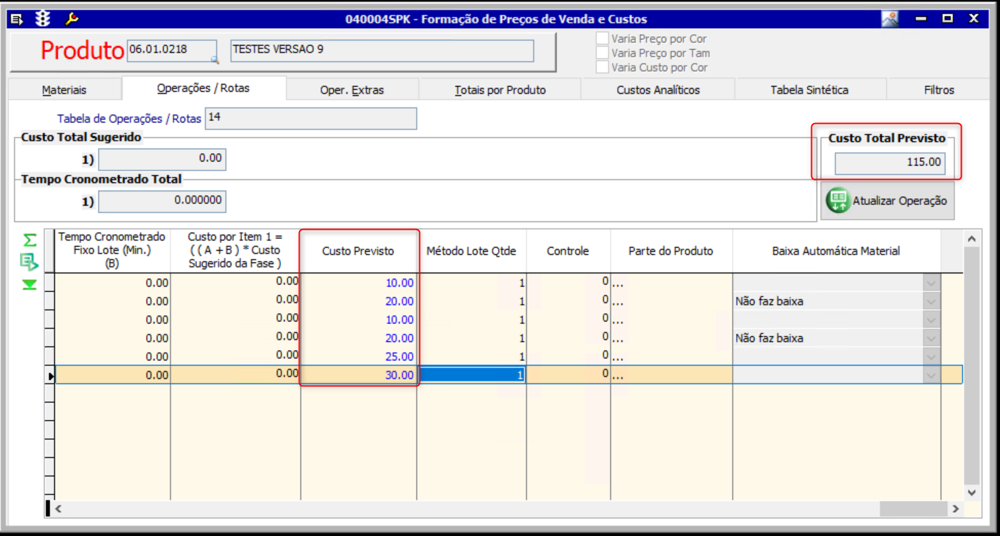 040004SPK - Formação de Preços de Venda e Custos
Produto 06.01.0218 TESTES VERSAO 9
Varia Preço por Cor
Varia Preço por Tam
Varia Custo por Cor
Materiais Operações / Rotas Oper. Extras Totais por Produto Custos Analíticos Tabela Sintética Filtros
Tabela de Operações / Rotas 14
Custo Total Sugerido
1) 0.00
Custo Total Previsto
115.00
Tempo Cronometrado Total
1) 0.000000
Atualizar Operação
Tempo Cronometrado
Fixo Lote (Min.)
(B)
Custo por Item 1 =
( ( A + B ) * Custo
Sugerido da Fase )
Custo Previsto
Método Lote Qtde
Controle
Parte do Produto
Baixa Automática Material
0.00 0.00 10.00 1 0 ...
0.00 0.00 20.00 1 0 ... Não faz baixa
0.00 0.00 10.00 1 0 ...
0.00 0.00 20.00 1 0 ... Não faz baixa
0.00 0.00 25.00 1 0 ...
0.00 0.00 30.00 1 0 ...